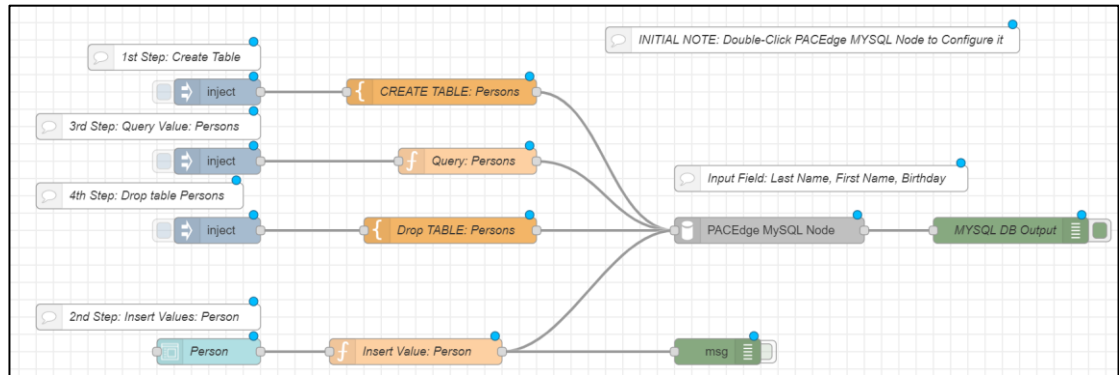 INITIAL NOTE: Double-Click PACEdge MYSQL Node to Configure it
1st Step: Create Table
inject
CREATE TABLE: Persons
3rd Step: Query Value: Persons
inject
Query: Persons
4th Step: Drop table Persons
Input Field: Last Name, First Name, Birthday
inject
Drop TABLE: Persons
PACEdge MySQL Node
MYSQL DB Output
2nd Step: Insert Values: Person
Person
Insert Value: Person
msg